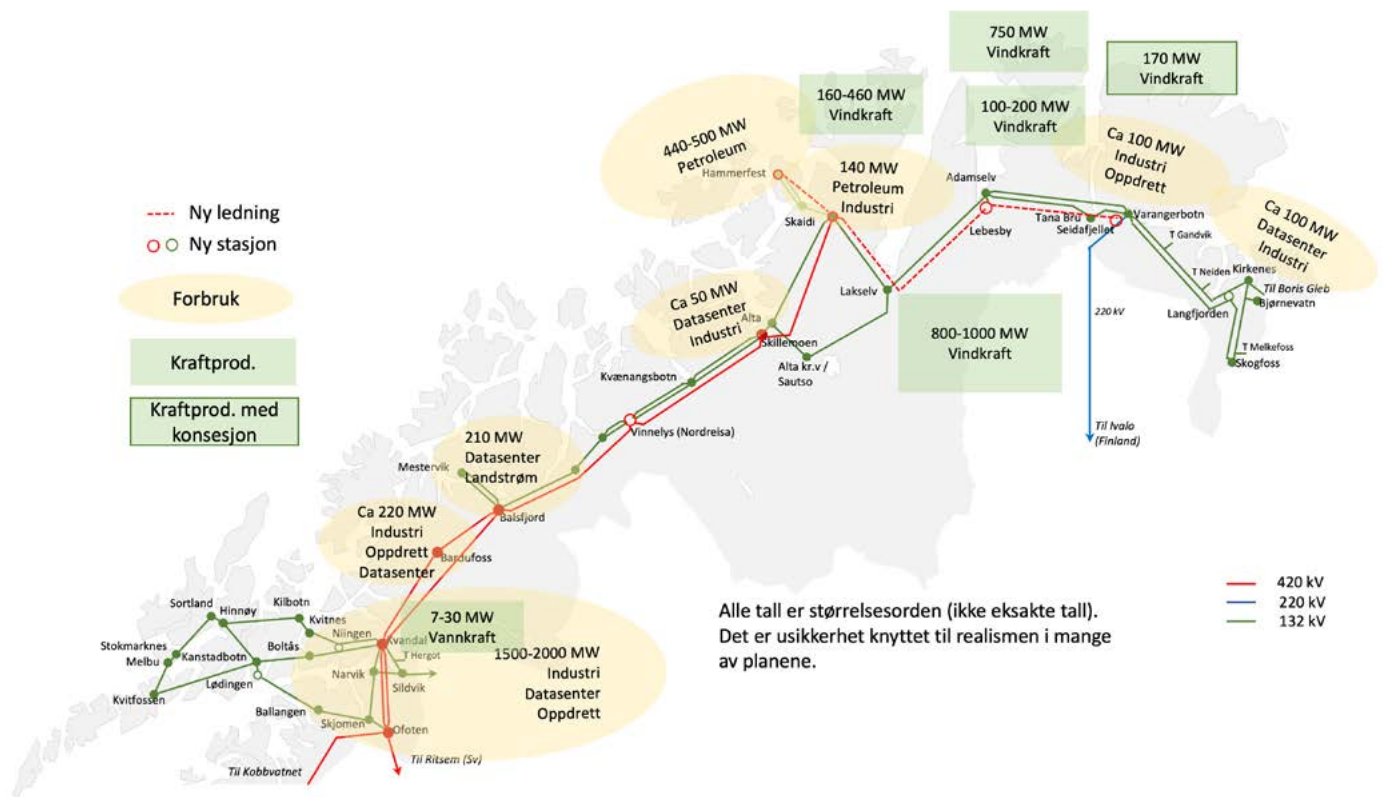 750 MW
Vindkraft
170 MW
Vindkraft
160-460 MW
Vindkraft
100-200 MW
Vindkraft
440-500 MW
Petroleum
Hammerfest
Ca 100 MW
Industri
Oppdrett
140 MW
Petroleum
Industri
Adamselv
Skaidi
Ca 100 MW
Datasenter
Industri
Ny ledning
Ny stasjon
Forbruk
Kraftprod.
Kraftprod. med
konsesjon
Tana Bru
Seidafjellet
Varangerbotn
Lebesby
T Gandvik
T Neiden
Kirkenes
Til Boris Gleb
Bjørnevatn
Langfjorden
T Melkefoss
Skogfoss
Lakselv
Ca 50 MW
Datasenter
Industri
Alta
Skillemoen
Alta kr.v /
Sautso
220 kV
800-1000 MW
Vindkraft
Kvænangsbotn
Vinnelys (Nordreisa)
Til Ivalo
(Finland)
210 MW
Datasenter
Landstrøm
Mestervik
Balsfjord
Ca 220 MW
Industri
Oppdrett
Datasenter
Bardufoss
Sortland
Hinnøy
Kilbotn
Kvitnes
Niingen
Kvandal
7-30 MW
Vannkraft
Stokmarknes
Melbu
Kanstadbotn
Boltås
T Hergot
1500-2000 MW
Industri
Datasenter
Oppdrett
Narvik
Sildvik
Lødingen
Kvitfossen
Ballangen
Skjomen
Ofoten
Til Kobbvatnet
Til Ritsem (Sv)
Alle tall er størrelsesorden (ikke eksakte tall).
Det er usikkerhet knyttet til realismen i mange
av planene.
420 kV
220 kV
132 kV